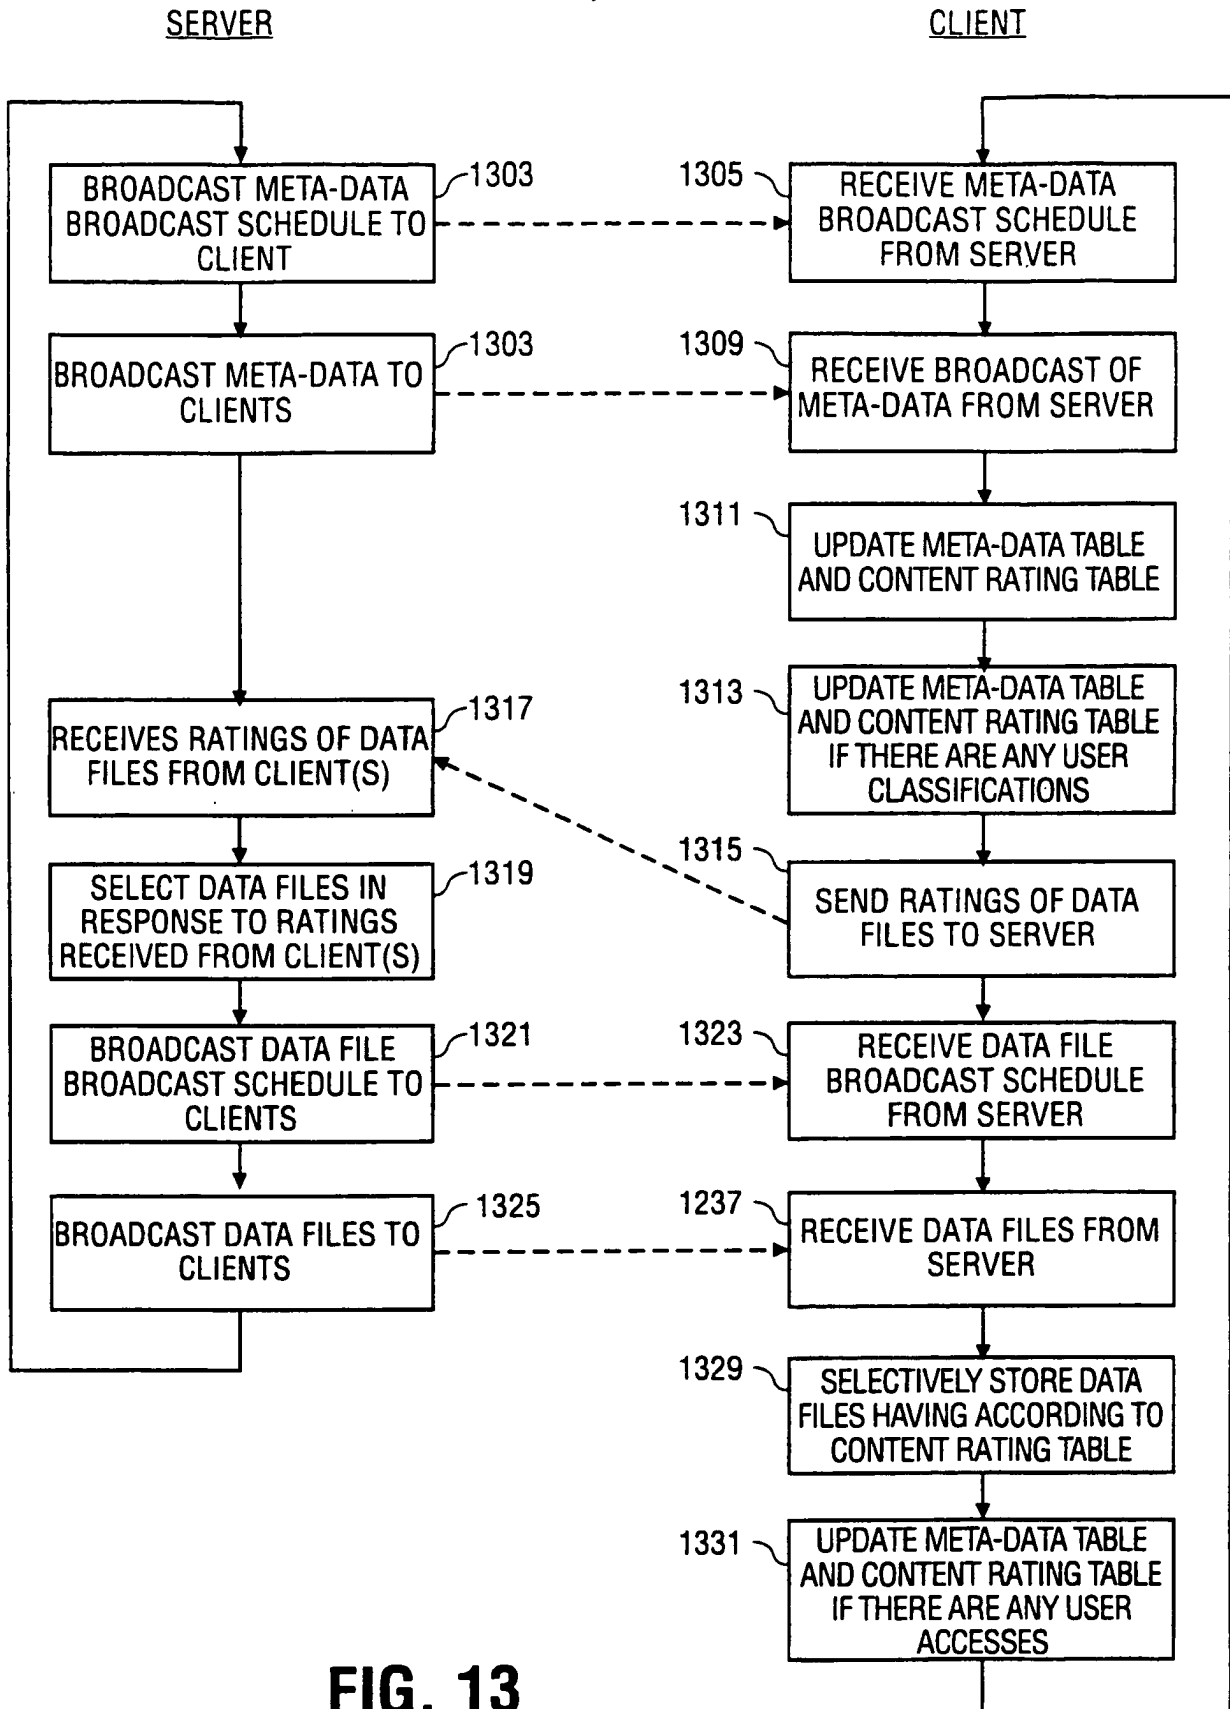 SERVER
CLIENT
BROADCAST META-DATA
BROADCAST SCHEDULE TO
CLIENT
1303
1305
RECEIVE META-DATA
BROADCAST SCHEDULE
FROM SERVER
BROADCAST META-DATA TO
CLIENTS
1303
1309
RECEIVE BROADCAST OF
META-DATA FROM SERVER
1311
UPDATE META-DATA TABLE
AND CONTENT RATING TABLE
1313
UPDATE META-DATA TABLE
AND CONTENT RATING TABLE
IF THERE ARE ANY USER
CLASSIFICATIONS
RECEIVES RATINGS OF DATA
FILES FROM CLIENT(S)
1317
1315
SEND RATINGS OF DATA
FILES TO SERVER
SELECT DATA FILES IN
RESPONSE TO RATINGS
RECEIVED FROM CLIENT(S)
1319
BROADCAST DATA FILE
BROADCAST SCHEDULE TO
CLIENTS
1321
1323
RECEIVE DATA FILE
BROADCAST SCHEDULE
FROM SERVER
BROADCAST DATA FILES TO
CLIENTS
1325
1237
RECEIVE DATA FILES FROM
SERVER
1329
SELECTIVELY STORE DATA
FILES HAVING ACCORDING TO
CONTENT RATING TABLE
1331
UPDATE META-DATA TABLE
AND CONTENT RATING TABLE
IF THERE ARE ANY USER
ACCESSES
FIG. 13